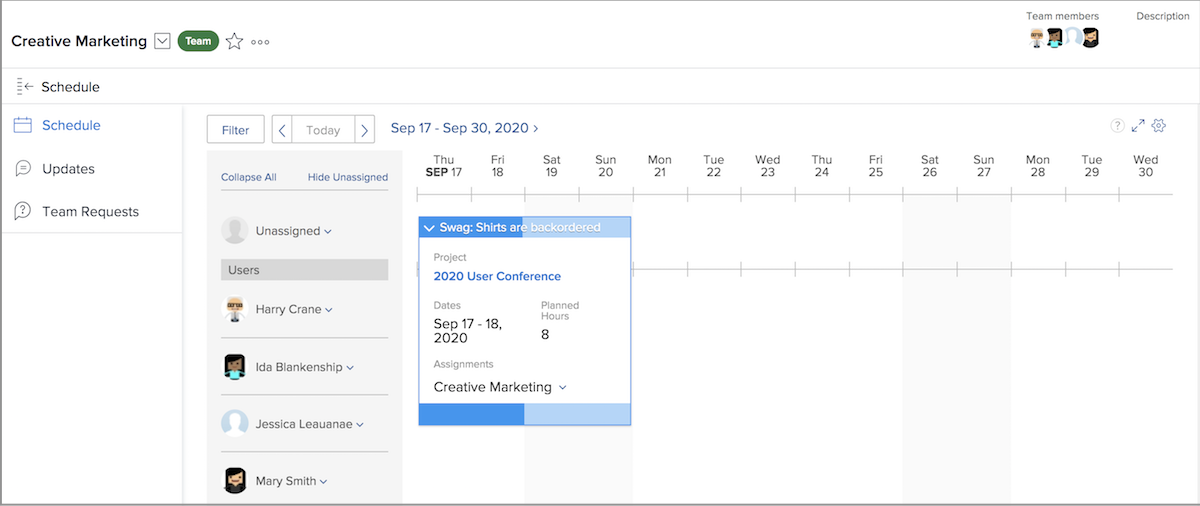 Creative Marketing
Team
Team members
Description
Schedule
Schedule
Updates
Team Requests
Filter
Today
Sep 17 - Sep 30, 2020
?
Thu Fri Sat Sun Mon Tue Wed Thu Fri Sat Sun Mon Tue Wed
SEP 17 18 19 20 21 22 23 24 25 26 27 28 29 30
Collapse All
Hide Unassigned
Unassigned
Users
Harry Crane
Ida Blankenship
Jessica Leauanae
Mary Smith
Swag: Shirts are backordered
Project
2020 User Conference
Dates
Sep 17 - 18,
2020
Planned
Hours
8
Assignments
Creative Marketing